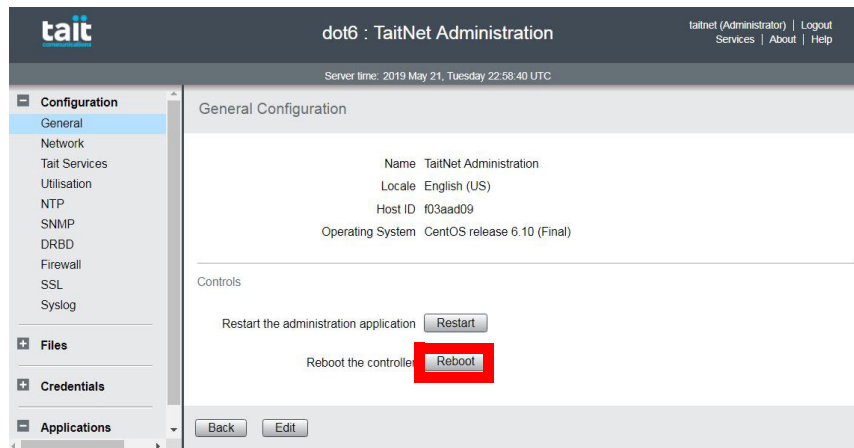 tait
communications
dot6 : TaitNet Administration
taitnet (Administrator) | Logout
Services | About | Help
Server time: 2019 May 21, Tuesday 22:58:40 UTC
Configuration
General
Network
Tait Services
Utilisation
NTP
SNMP
DRBD
Firewall
SSL
Syslog
Files
Credentials
Applications
General Configuration
Name TaitNet Administration
Locale English (US)
Host ID f03aad09
Operating System CentOS release 6.10 (Final)
Controls
Restart the administration application Restart
Reboot the controller Reboot
Back Edit